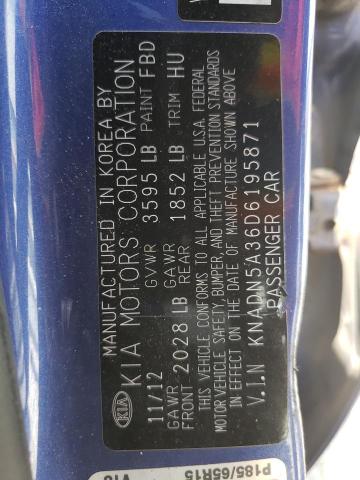 MANUFACTURED IN KOREA BY
KIA KIA MOTORS CORPORATION
11/12 GVWR 3595 LB PAINT FBD
GAWR FRONT 2028 LB GAWR REAR 1852 LB TRIM HU
THIS VEHICLE CONFORMS TO ALL APPLICABLE U.S.A. FEDERAL
MOTOR VEHICLE SAFETY, BUMPER, AND THEFT PREVENTION STANDARDS
IN EFFECT ON THE DATE OF MANUFACTURE SHOWN ABOVE
V.I.N KNADN5A36D6195871
PASSENGER CAR
P185/65R15